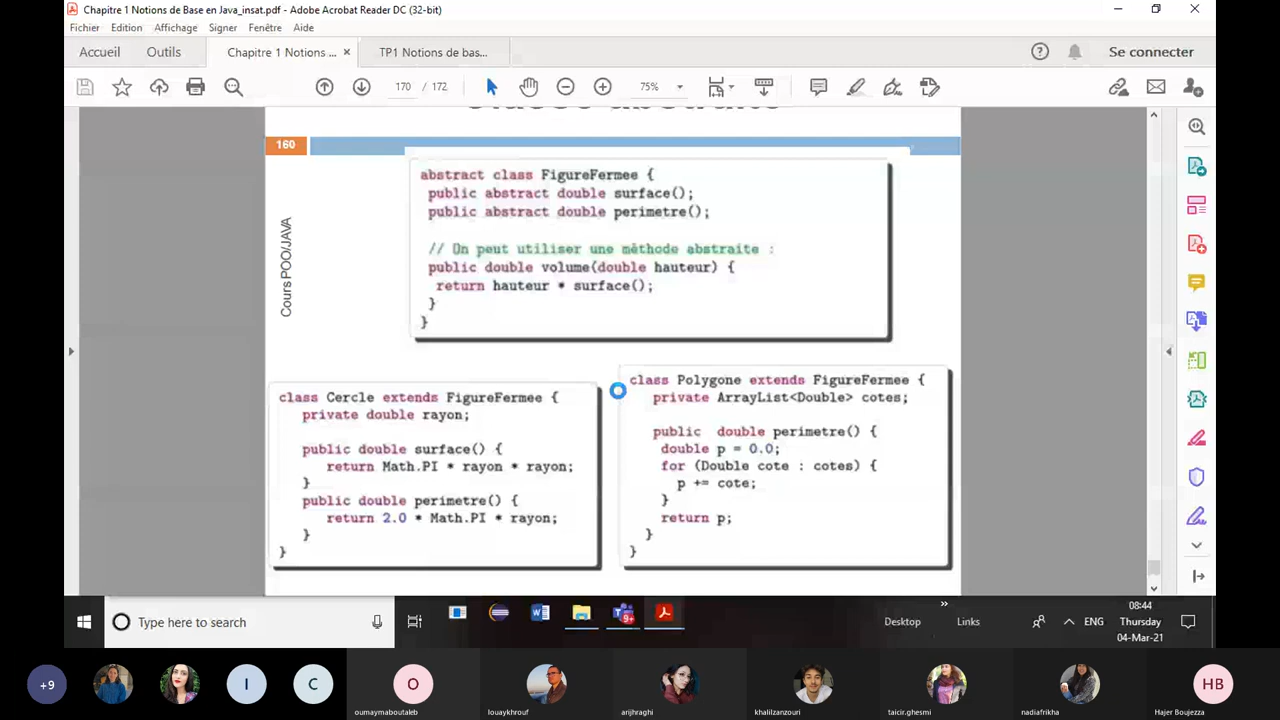 Chapitre 1 Notions de Base en Java_insat.pdf - Adobe Acrobat Reader DC (32-bit)
Fichier Edition Affichage Signer Fenêtre Aide
Accueil Outils Chapitre 1 Notions ... × TP1 Notions de bas... Se connecter
170 / 172 75%
160
Cours POO/JAVA
abstract class FigureFermee {
public abstract double surface();
public abstract double perimetre();
// On peut utiliser une méthode abstraite :
public double volume(double hauteur) {
return hauteur * surface();
}
}
class Cercle extends FigureFermee {
private double rayon;
public double surface() {
return Math.PI * rayon * rayon;
}
public double perimetre() {
return 2.0 * Math.PI * rayon;
}
}
class Polygone extends FigureFermee {
private ArrayList<Double> cotes;
public double perimetre() {
double p = 0.0;
for (Double cote : cotes) {
p += cote;
}
return p;
}
}
Type here to search
9+
Desktop Links ENG
08:44
Thursday
04-Mar-21
+9 I C O HB
oumaymaboutaleb louaykhrouf arijhraghi khalilzanzouri taicir.ghesmi nadiafrikha Hajer Boujezza